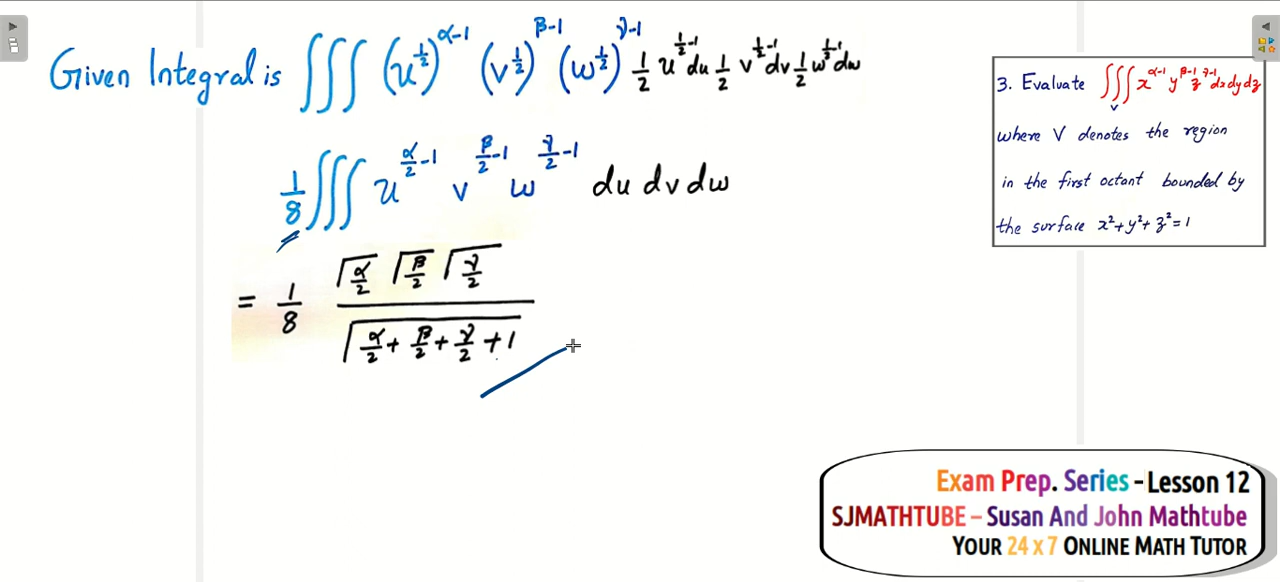 Given Integral is ∫∫∫ (u^{1/2})^{α-1} (v^{1/2})^{β-1} (w^{1/2})^{γ-1} 1/2 u^{1/2-1}du 1/2 v^{1/2-1}dv 1/2 w^{1/2-1}dw
1/8 ∫∫∫ u^{α/2-1} v^{β/2-1} w^{γ/2-1} du dv dw
= 1/8 Γ(α/2) Γ(β/2) Γ(γ/2) / Γ(α/2 + β/2 + γ/2 + 1)
3. Evaluate ∫∫∫_V x^{α-1} y^{β-1} z^{γ-1} dx dy dz
where V denotes the region
in the first octant bounded by
the surface x²+y²+z²=1
Exam Prep. Series - Lesson 12
SJMATHTUBE – Susan And John Mathtube
YOUR 24 x 7 ONLINE MATH TUTOR